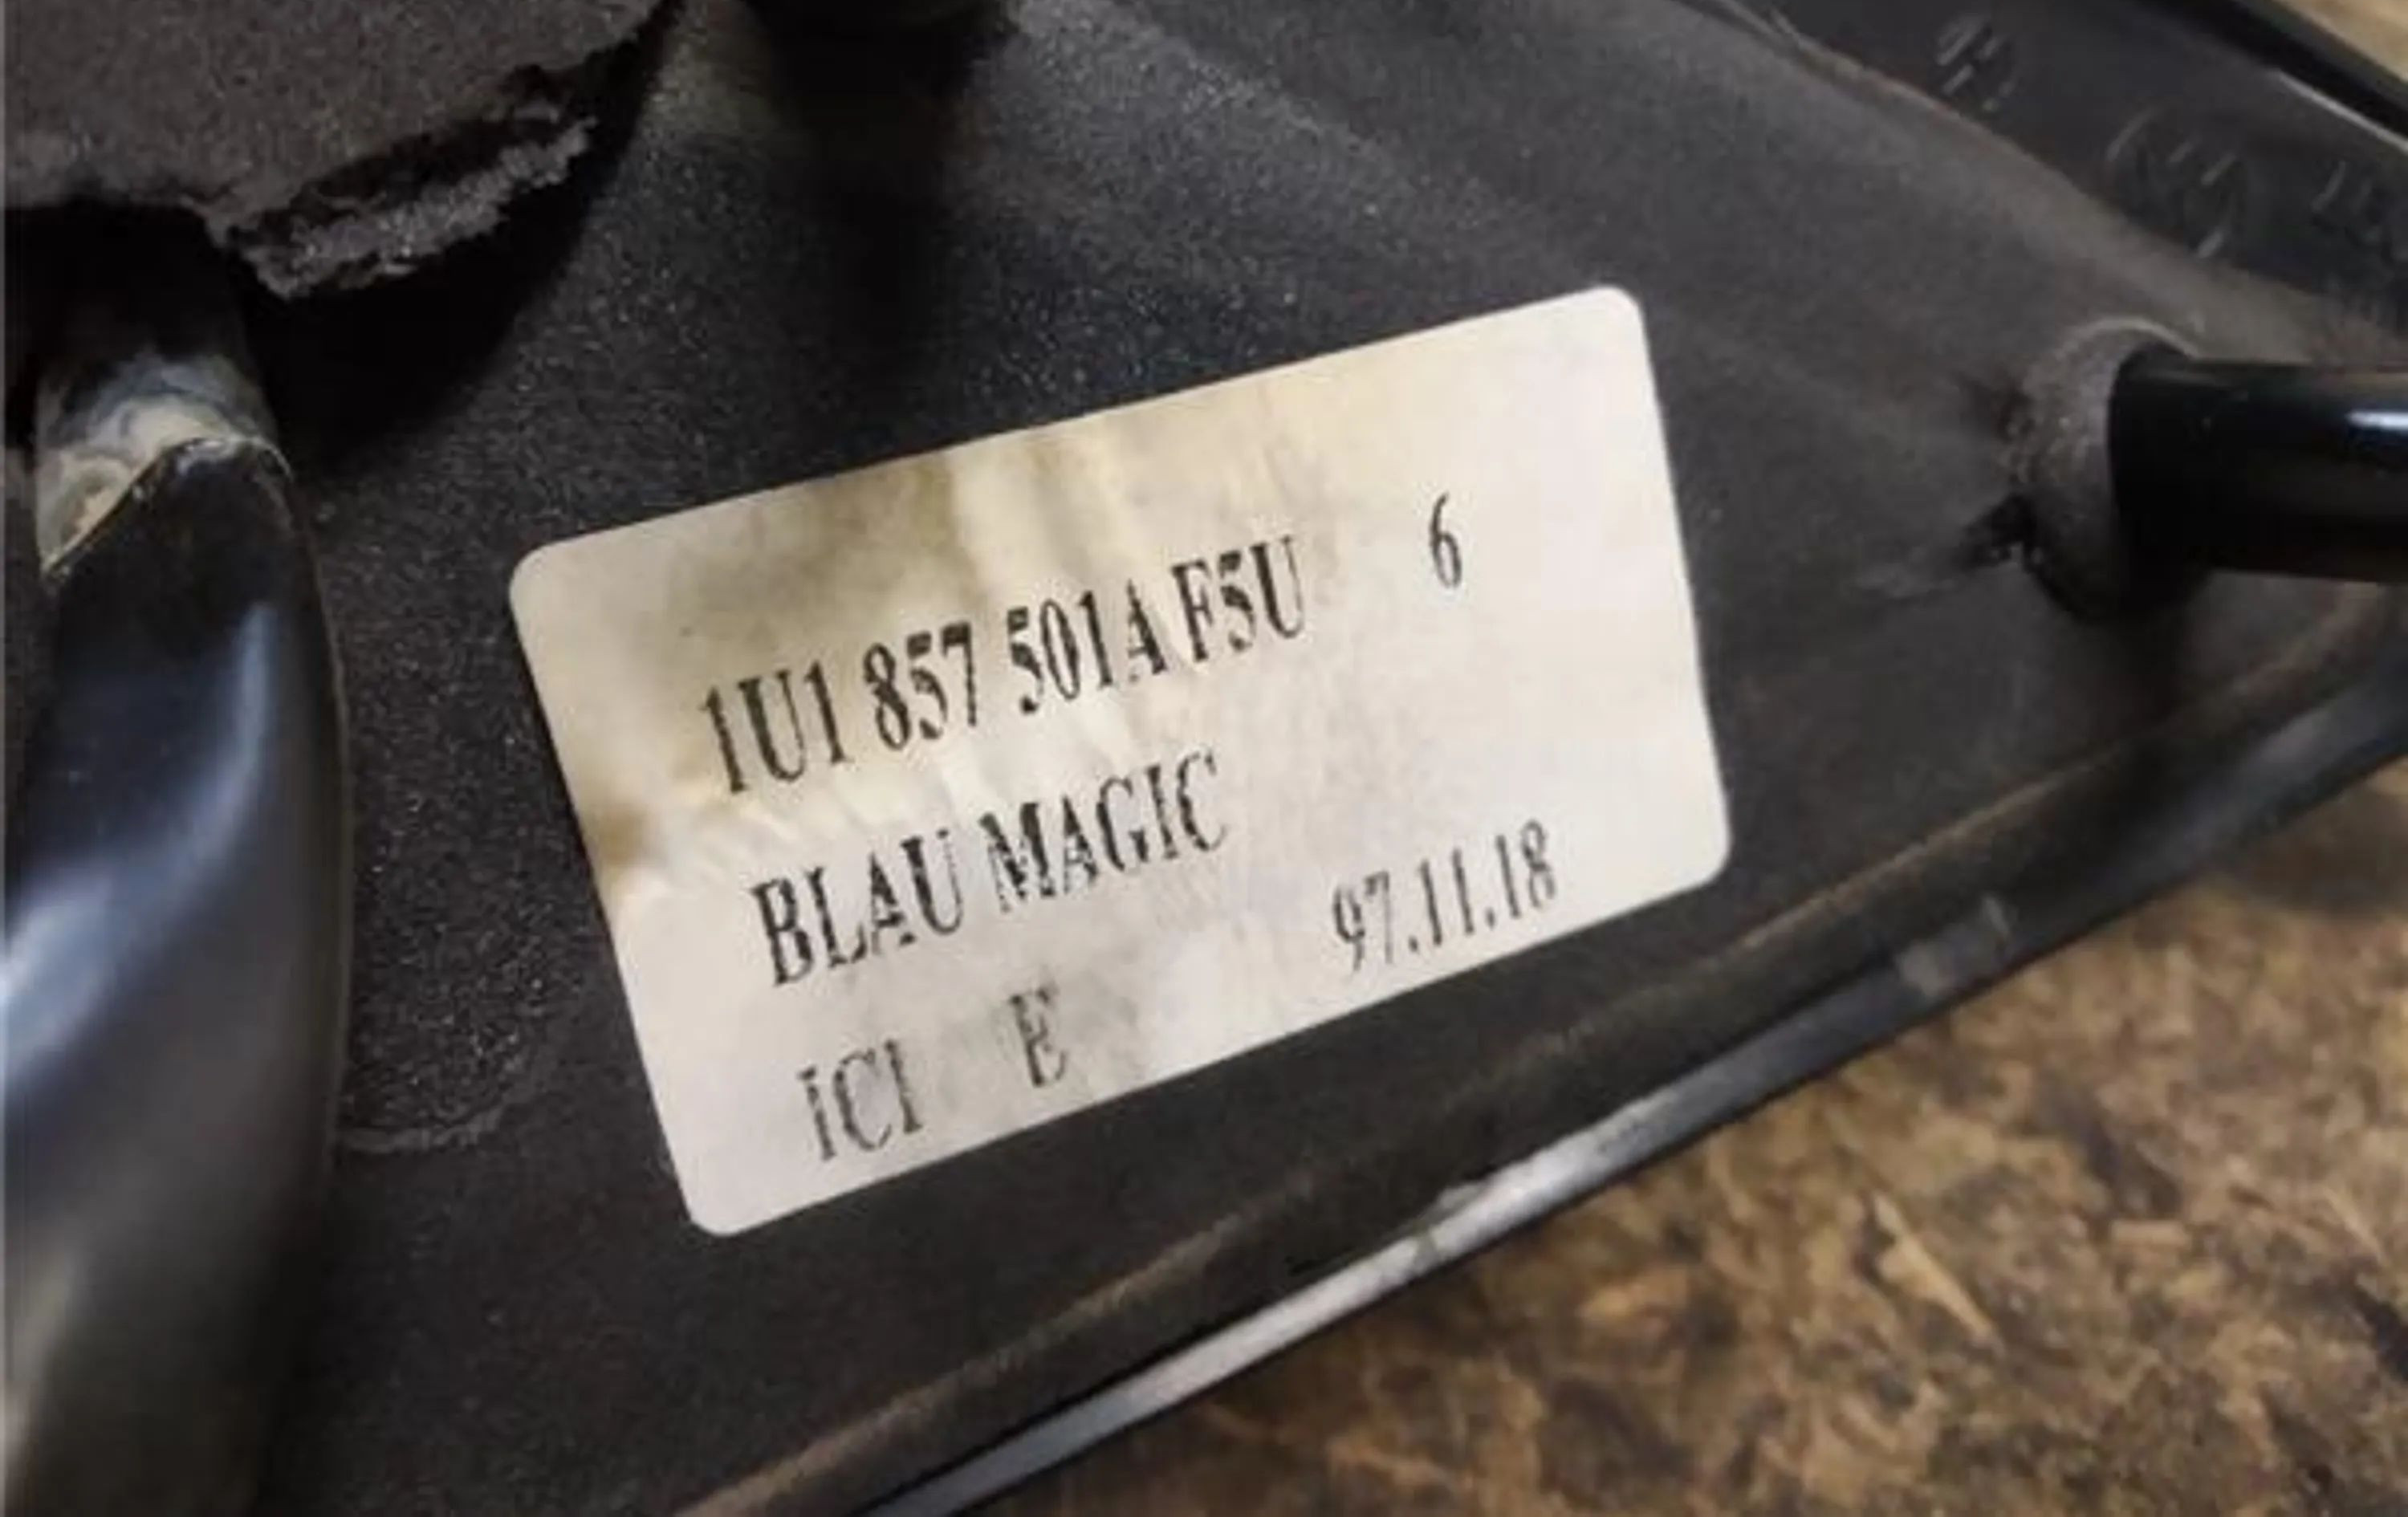 1U1 857 501A F5U 6
BLAU MAGIC
97.11.18
ICI E